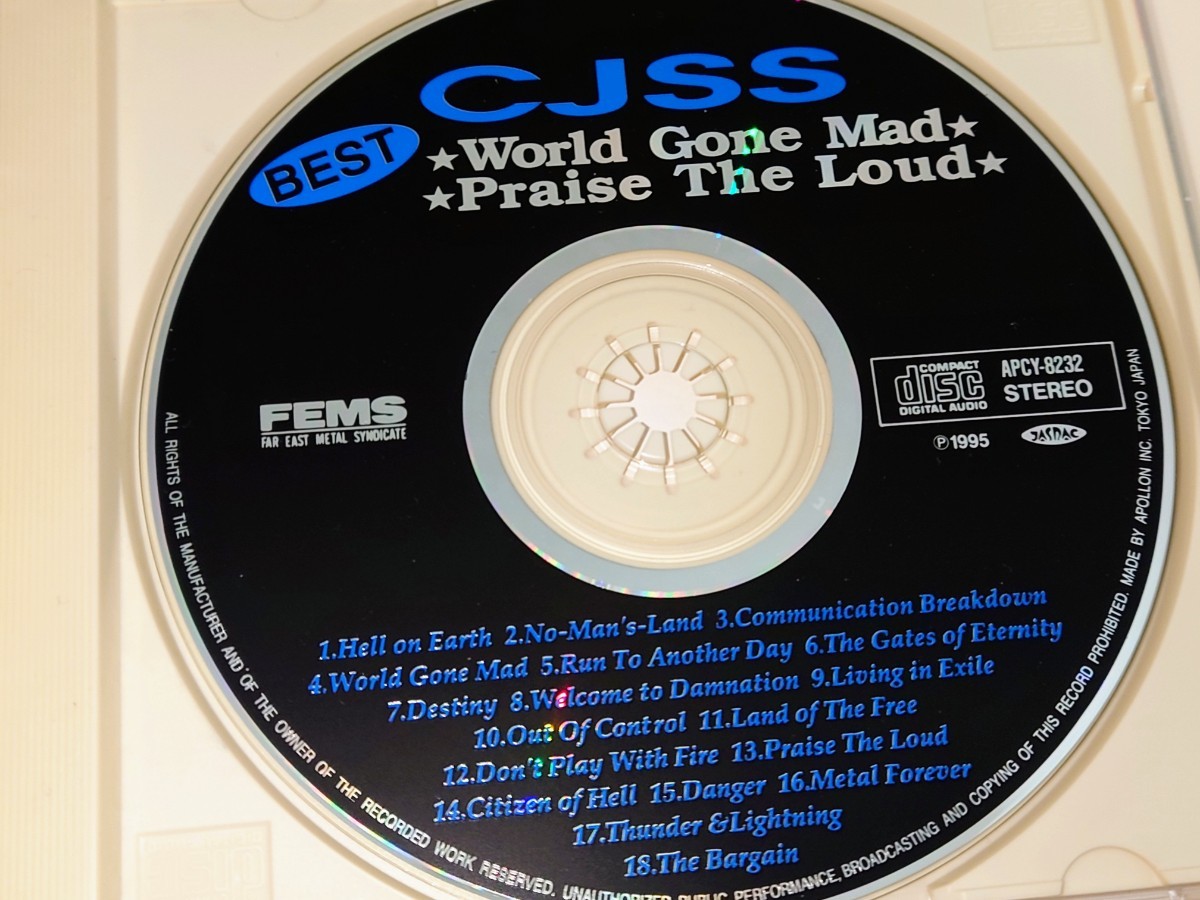 CJSS
BEST
★World Gone Mad★
★Praise The Loud★
FEMS
FAR EAST METAL SYNDICATE
COMPACT
disc
DIGITAL AUDIO
APCY-8232
STEREO
Ⓟ1995
JASRAC
1.Hell on Earth 2.No-Man's-Land 3.Communication Breakdown
4.World Gone Mad 5.Run To Another Day 6.The Gates of Eternity
7.Destiny 8.Welcome to Damnation 9.Living in Exile
10.Out Of Control 11.Land of The Free
12.Don't Play With Fire 13.Praise The Loud
14.Citizen of Hell 15.Danger 16.Metal Forever
17.Thunder &Lightning
18.The Bargain
ALL RIGHTS OF THE MANUFACTURER AND OF THE OWNER OF THE RECORDED WORK RESERVED. UNAUTHORIZED PUBLIC PERFORMANCE, BROADCASTING AND COPYING OF THIS RECORD PROHIBITED. MADE BY APOLLON INC. TOKYO JAPAN